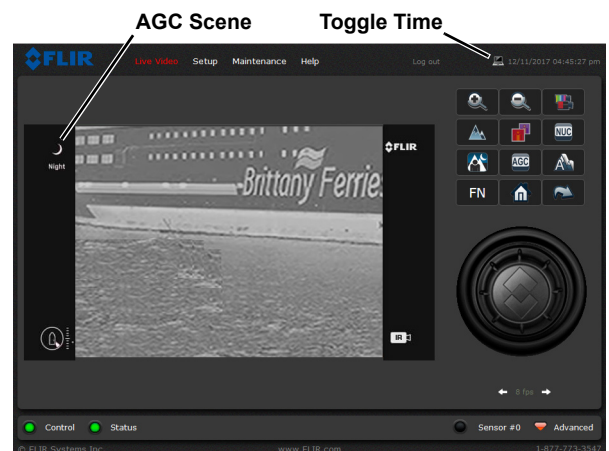 AGC Scene
Toggle Time
FLIR
Live Video Setup Maintenance Help Log out 12/11/2017 04:45:27 pm
Night
FLIR
Brittany Ferrie
IR
NUC
AGC
FN
8 fps
Control Status Sensor #0 Advanced
© FLIR Systems Inc. www.FLIR.com 1-877-773-3547